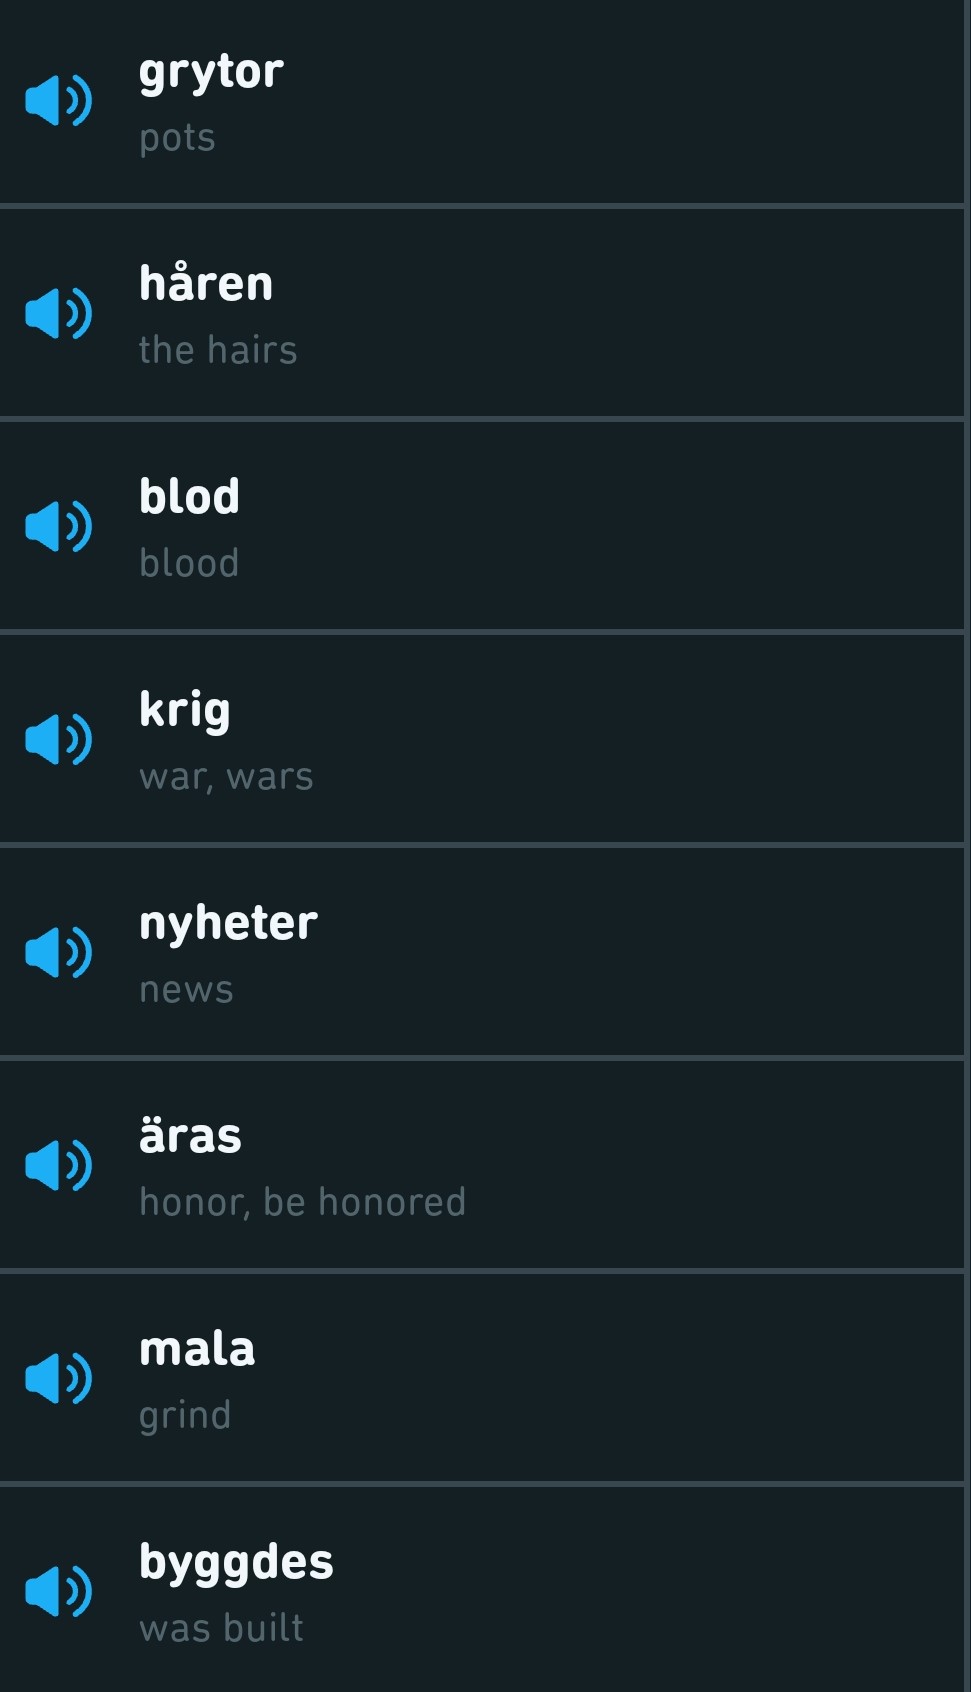 grytor
pots
håren
the hairs
blod
blood
krig
war, wars
nyheter
news
äras
honor, be honored
mala
grind
byggdes
was built